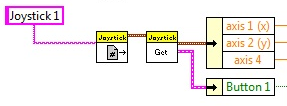 Joystick 1
Joystick
Joystick
#
Get
axis 1 (x)
axis 2 (y)
axis 4
Button 1